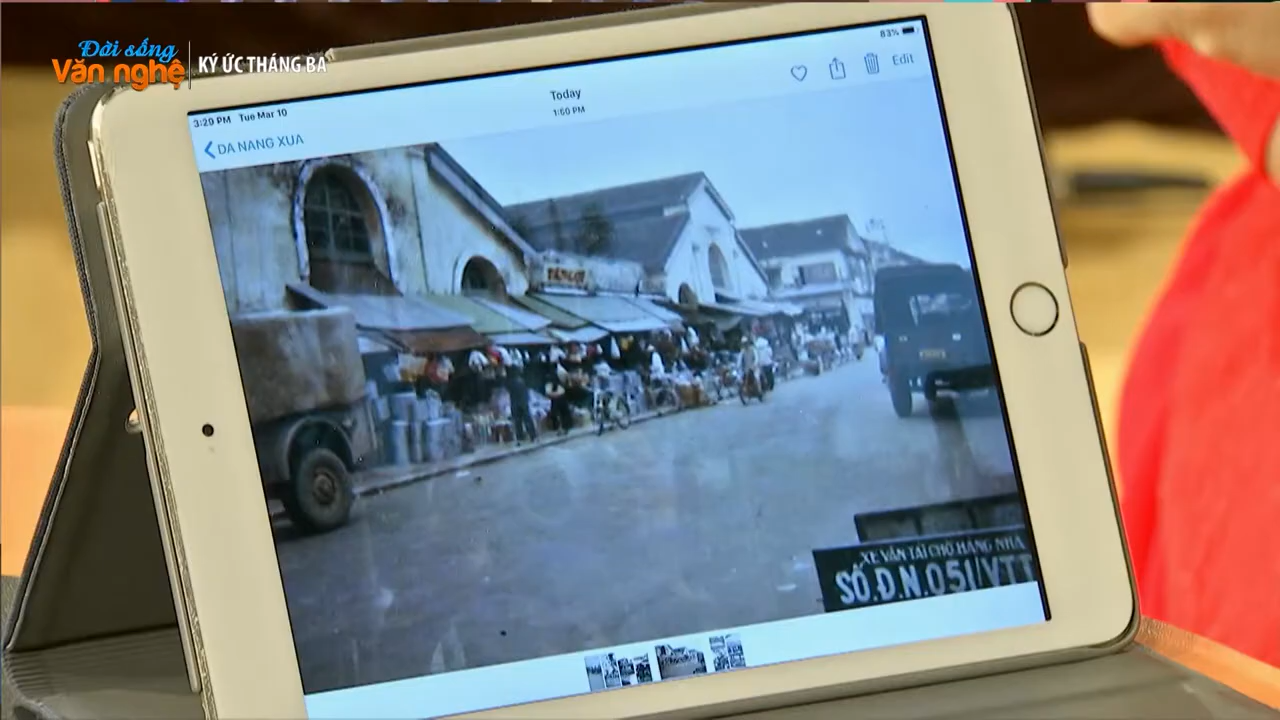 Đời sống
Văn nghệ
KÝ ỨC THÁNG BA
3:29 PM Tue Mar 10
Today
1:50 PM
83%
Edit
DA NANG XUA
XE VẬN TẢI CHỞ HÀNG NHÀ
SỐ.Đ.N.051/VTT